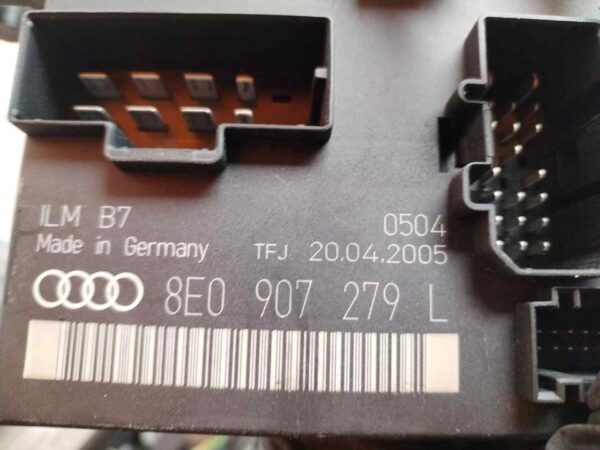 ILM B7 0504
Made in Germany TFJ 20.04.2005
8E0 907 279 L